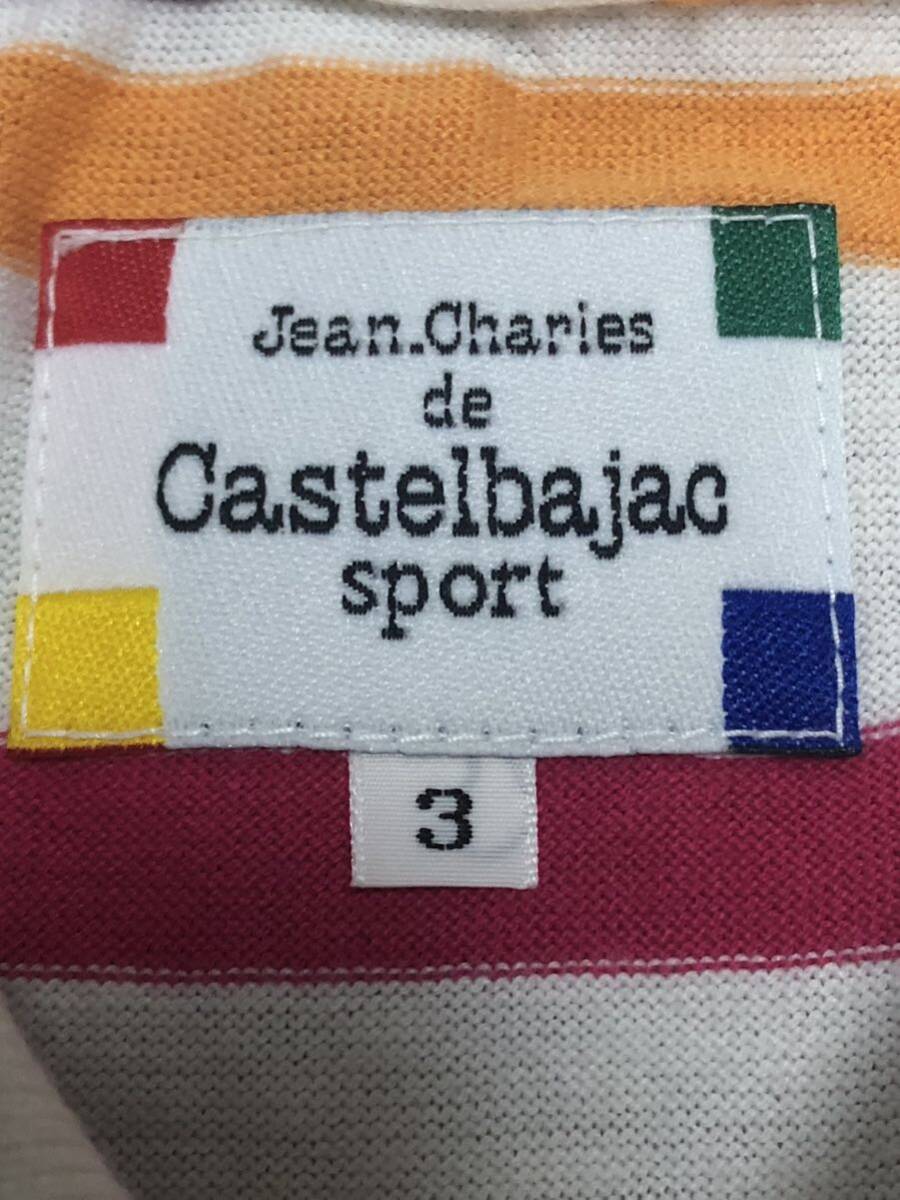 Jean.Charles
de
Castelbajac
sport
3